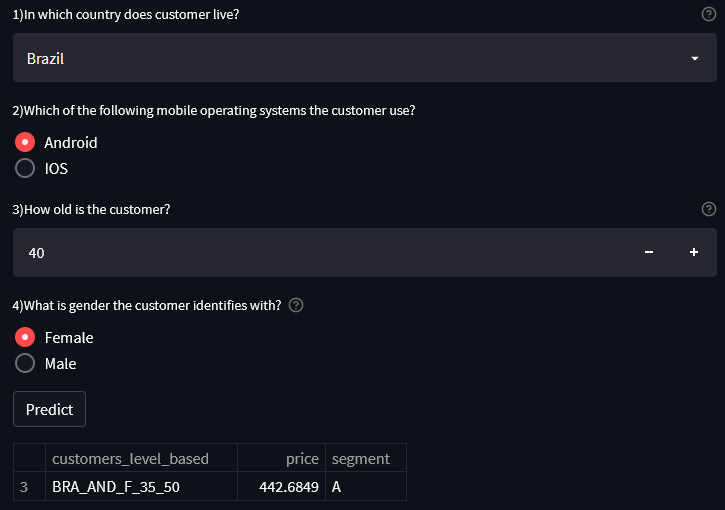 1)In which country does customer live?
Brazil
2)Which of the following mobile operating systems the customer use?
Android
IOS
3)How old is the customer?
40
4)What is gender the customer identifies with?
Female
Male
Predict
customers_level_based price segment
3 BRA_AND_F_35_50 442.6849 A